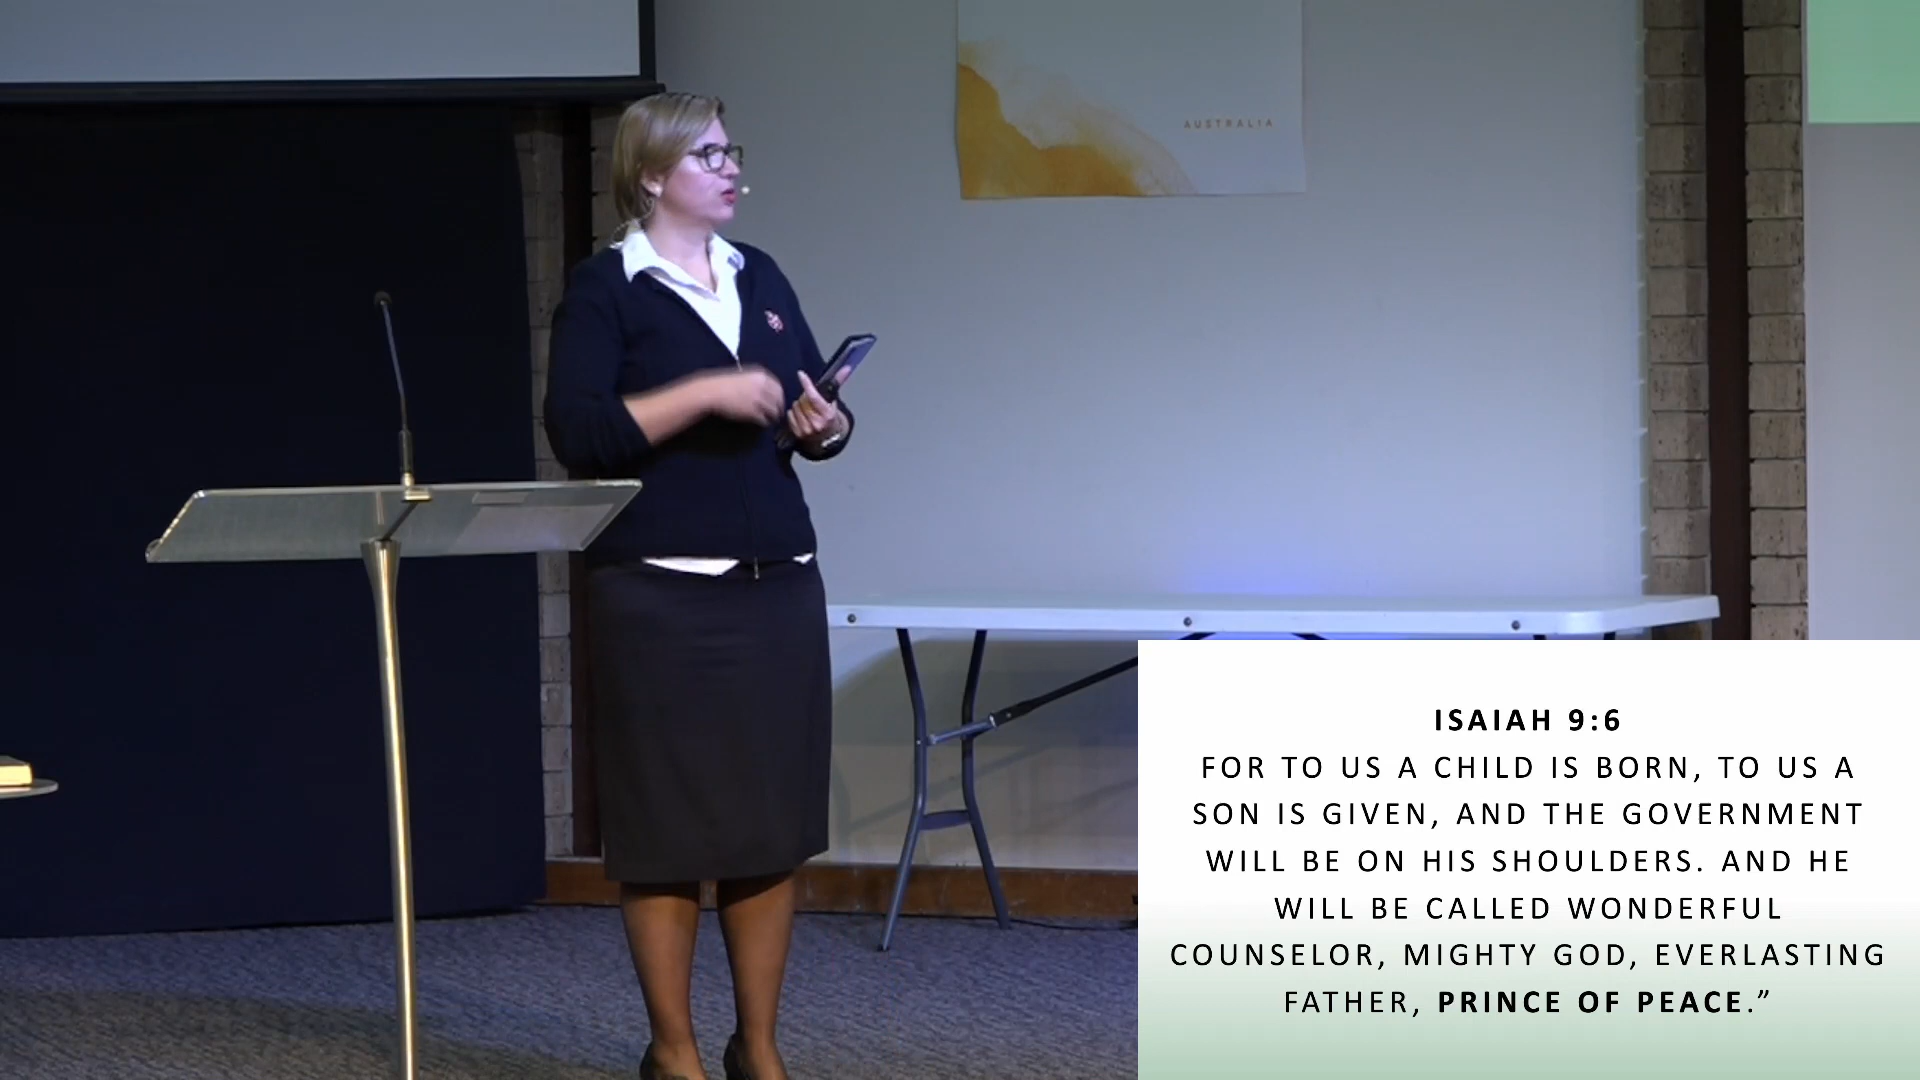 AUSTRALIA
ISAIAH 9:6
FOR TO US A CHILD IS BORN, TO US A
SON IS GIVEN, AND THE GOVERNMENT
WILL BE ON HIS SHOULDERS. AND HE
WILL BE CALLED WONDERFUL
COUNSELOR, MIGHTY GOD, EVERLASTING
FATHER, PRINCE OF PEACE.”